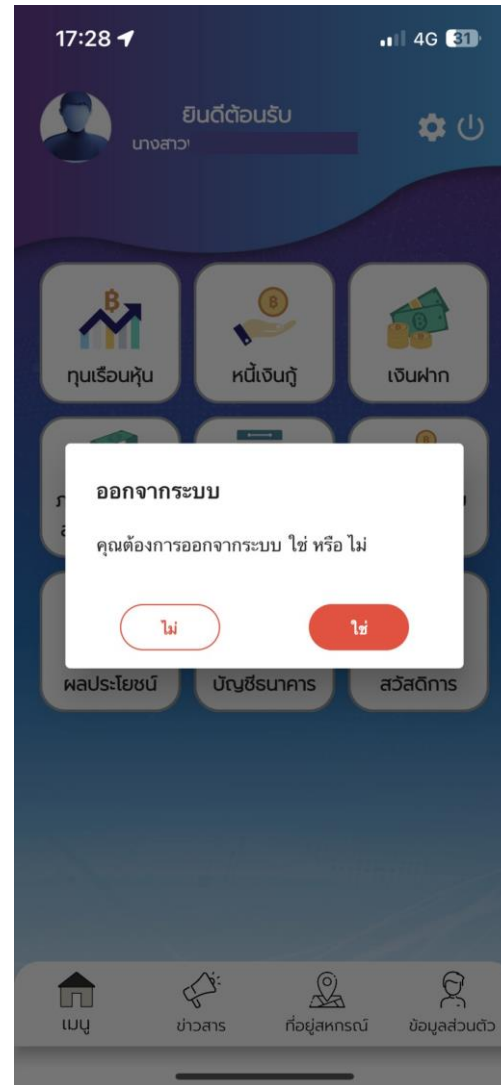 17:28
4G 31
ยินดีต้อนรับ
นางสาว
ทุนเรือนหุ้น
หนี้เงินกู้
เงินฝาก
ออกจากระบบ
คุณต้องการออกจากระบบ ใช่ หรือ ไม่
ไม่
ใช่
ผลประโยชน์
บัญชีธนาคาร
สวัสดิการ
เมนู
ข่าวสาร
ที่อยู่สหกรณ์
ข้อมูลส่วนตัว